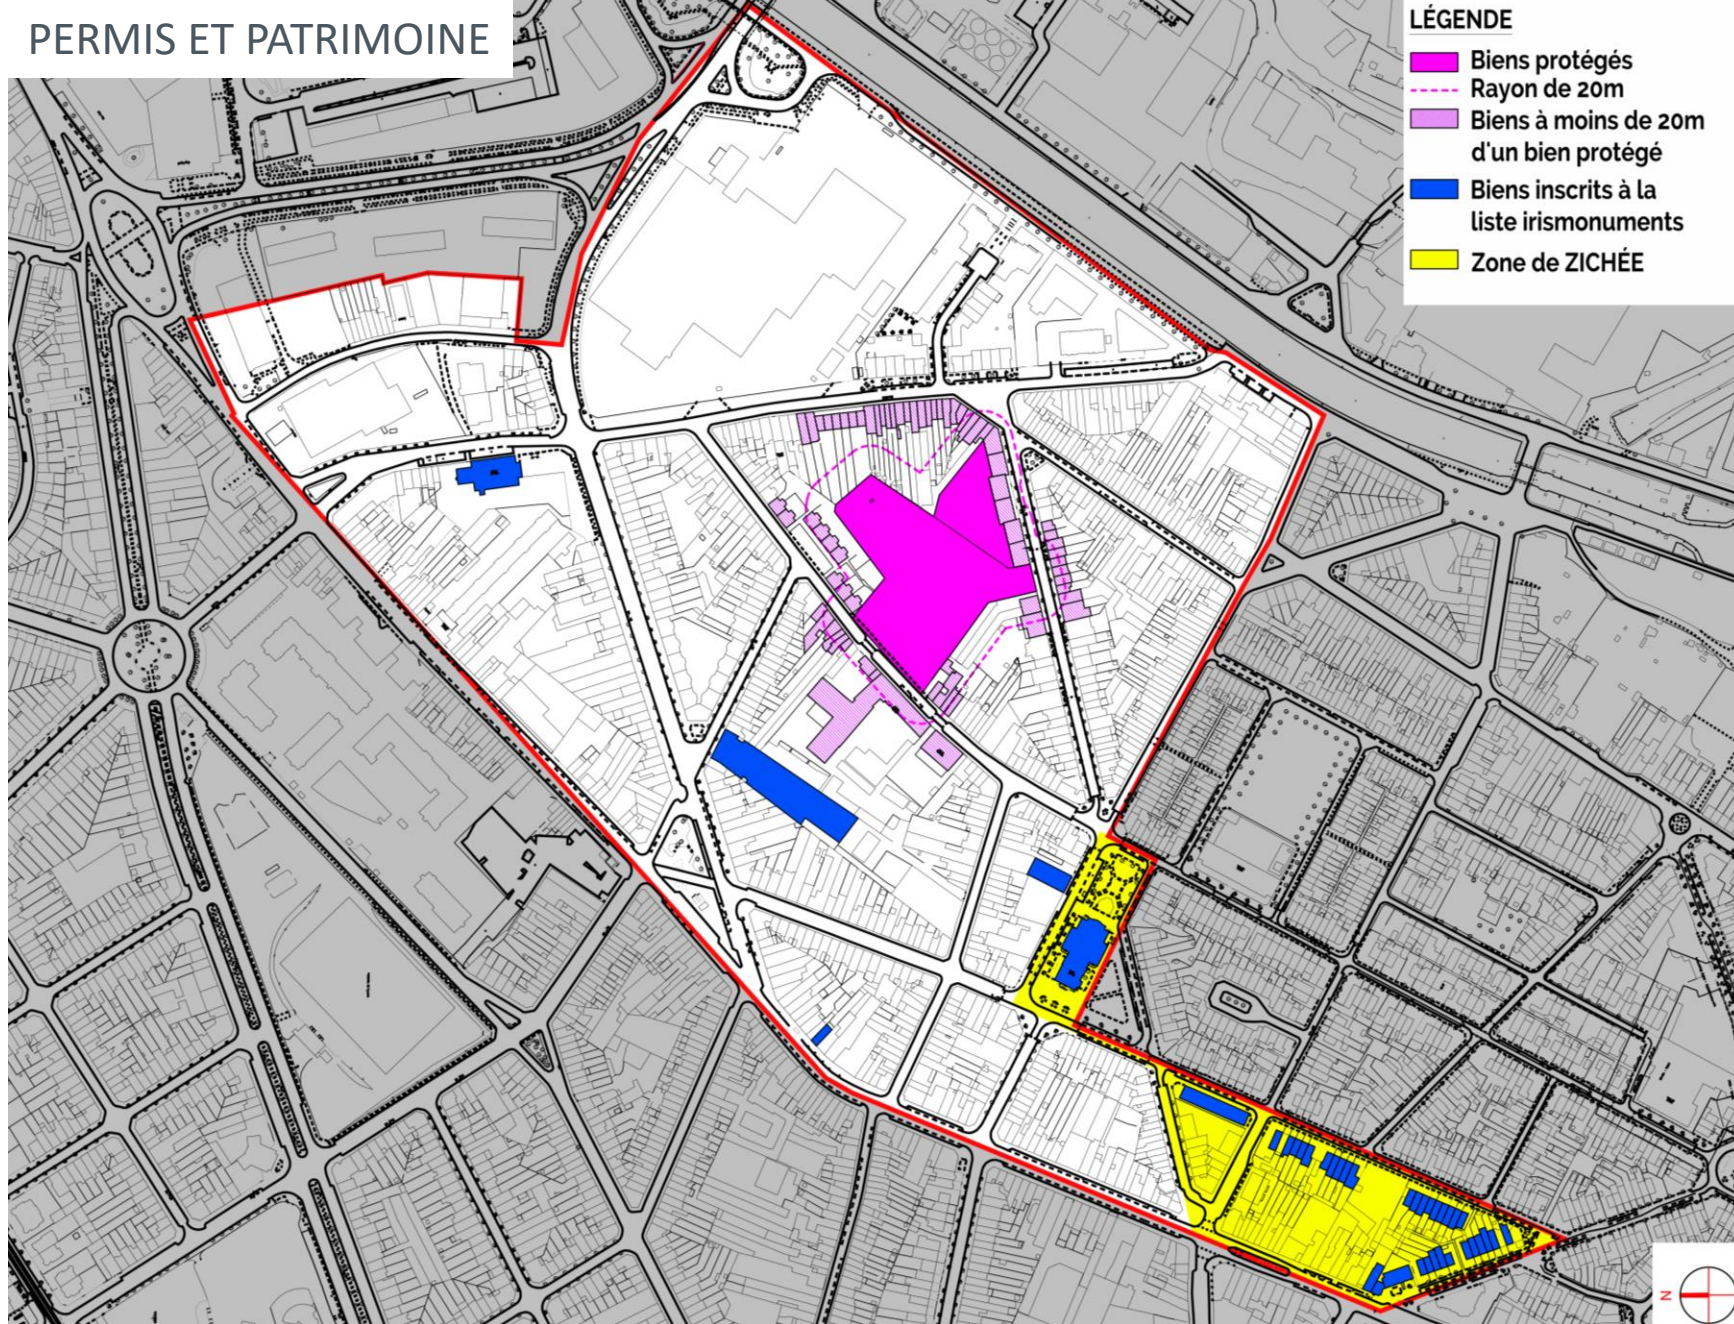 PERMIS ET PATRIMOINE
LÉGENDE
Biens protégés
Rayon de 20m
Biens à moins de 20m
d'un bien protégé
Biens inscrits à la
liste irismonuments
Zone de ZICHÉE
N